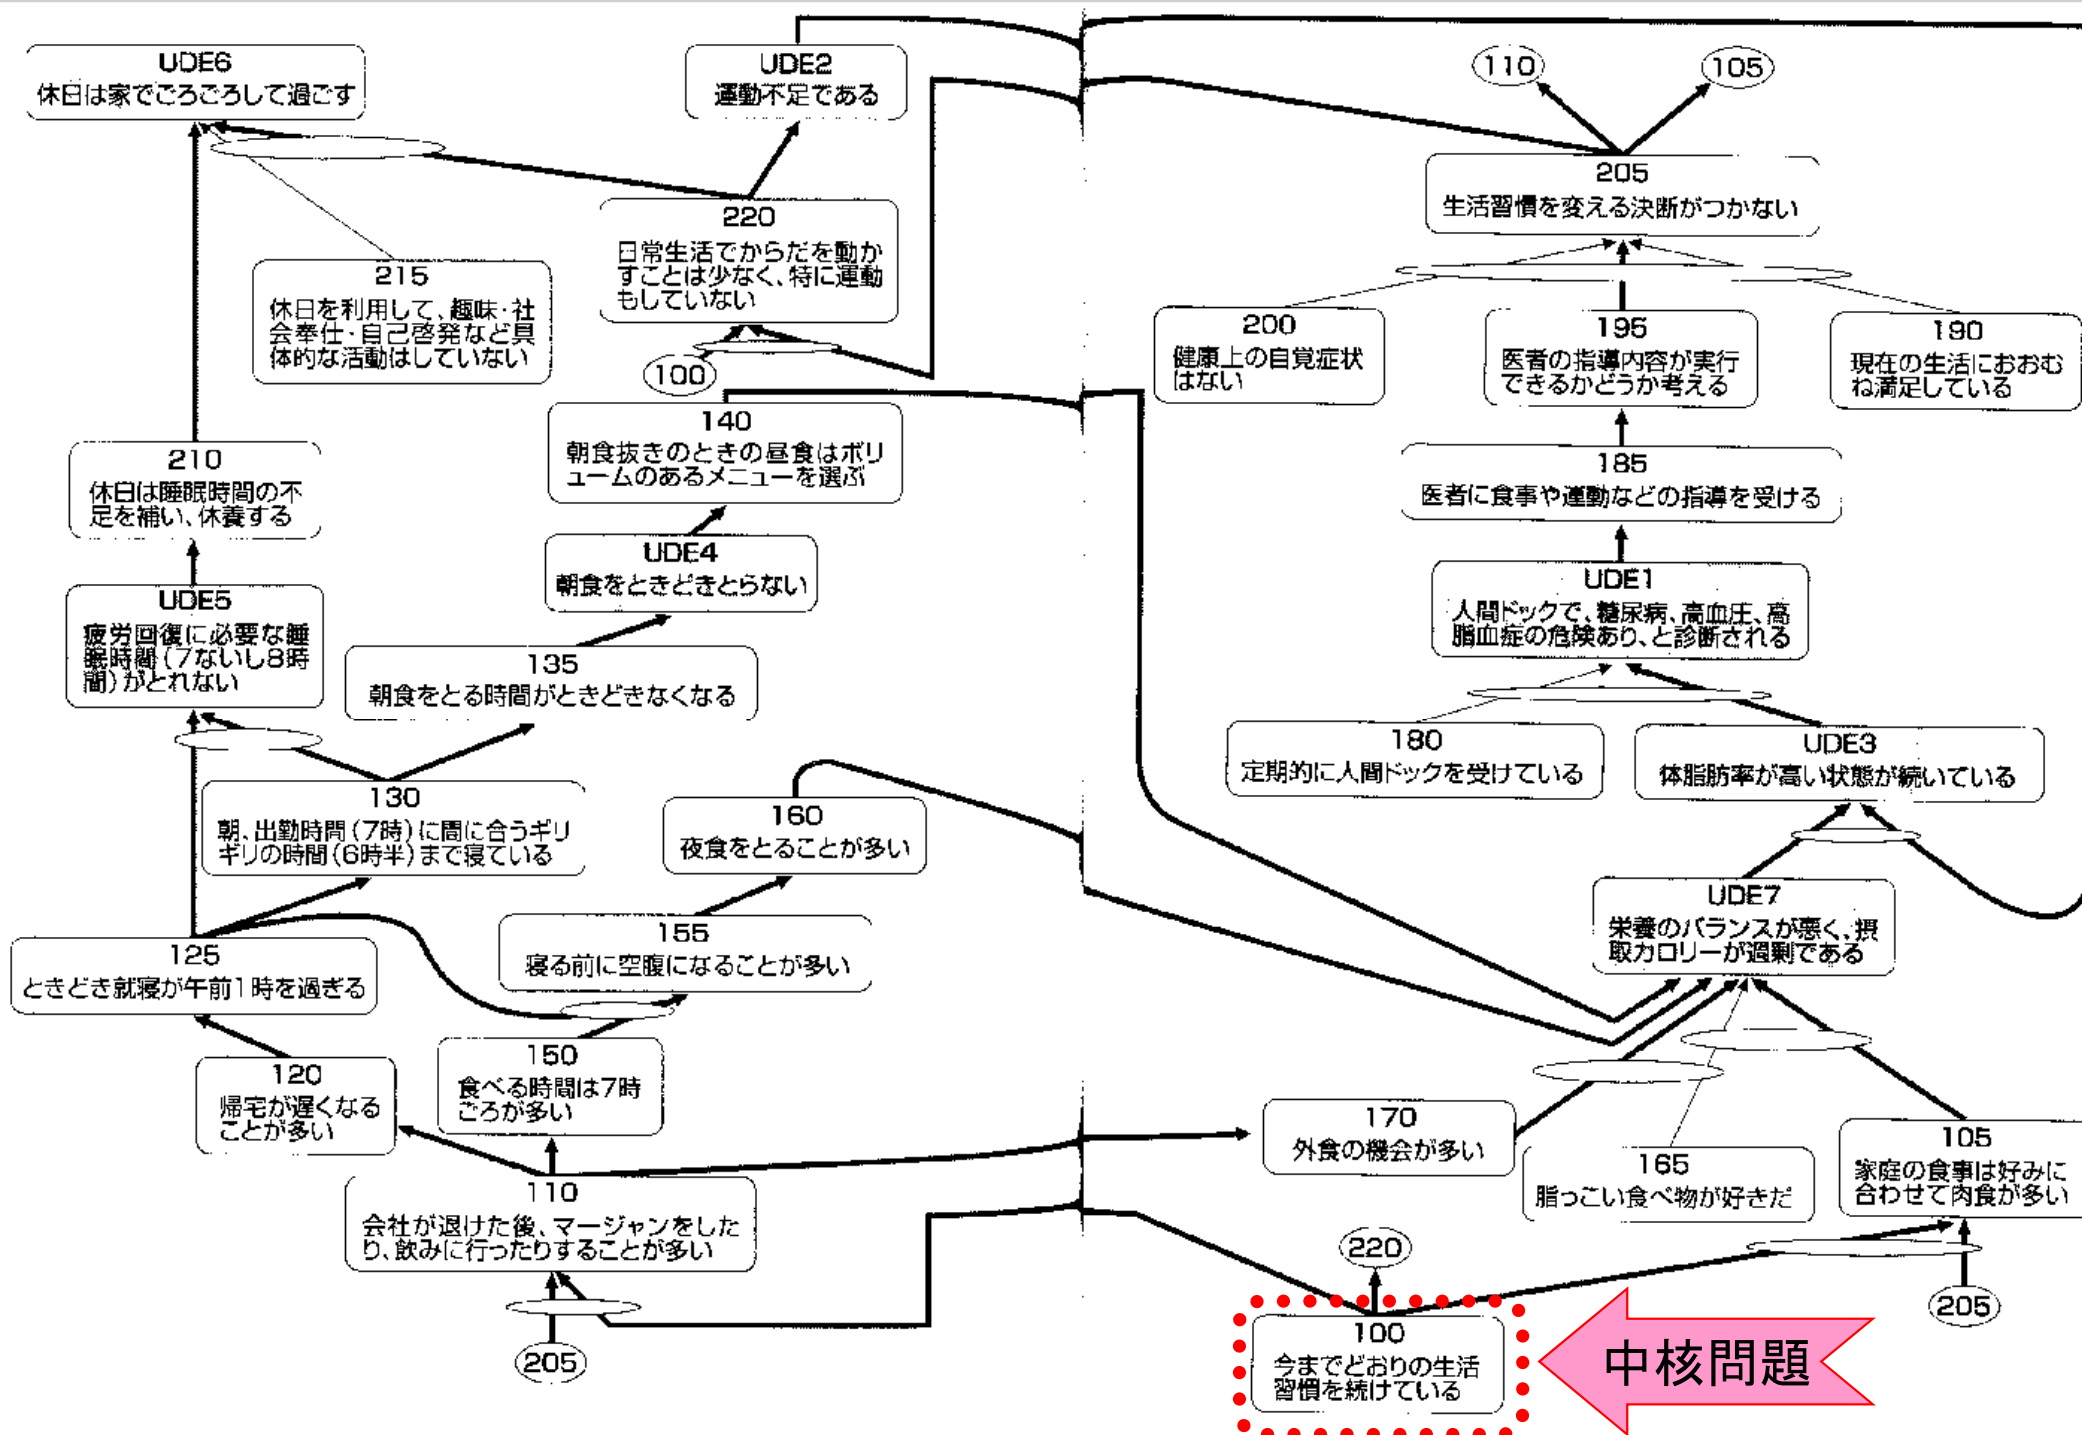 UDE6
休日は家でごろごろして過ごす
UDE2
運動不足である
110
105
205
生活習慣を変える決断がつかない
220
日常生活でからだを動か
すことは少なく、特に運動
もしていない
215
休日を利用して、趣味・社
会奉仕・自己啓発など具
体的な活動はしていない
100
200
健康上の自覚症状
はない
195
医者の指導内容が実行
できるかどうか考える
190
現在の生活におおむ
ね満足している
140
朝食抜きのときの昼食はボリ
ュームのあるメニューを選ぶ
210
休日は睡眠時間の不
足を補い、休養する
185
医者に食事や運動などの指導を受ける
UDE4
朝食をときどきとらない
UDE5
疲労回復に必要な睡
眠時間(7ないし8時
間)がとれない
UDE1
人間ドックで、糖尿病、高血圧、高
脂血症の危険あり、と診断される
135
朝食をとる時間がときどきなくなる
180
定期的に人間ドックを受けている
UDE3
体脂肪率が高い状態が続いている
130
朝、出勤時間(7時)に間に合うギリ
ギリの時間(6時半)まで寝ている
160
夜食をとることが多い
UDE7
栄養のバランスが悪く、摂
取カロリーが過剰である
155
寝る前に空腹になることが多い
125
ときどき就寝が午前1時を過ぎる
150
食べる時間は7時
ごろが多い
120
帰宅が遅くなる
ことが多い
170
外食の機会が多い
165
脂っこい食べ物が好きだ
105
家庭の食事は好みに
合わせて肉食が多い
110
会社が退けた後、マージャンをした
り、飲みに行ったりすることが多い
220
205
205
100
今までどおりの生活
習慣を続けている
中核問題